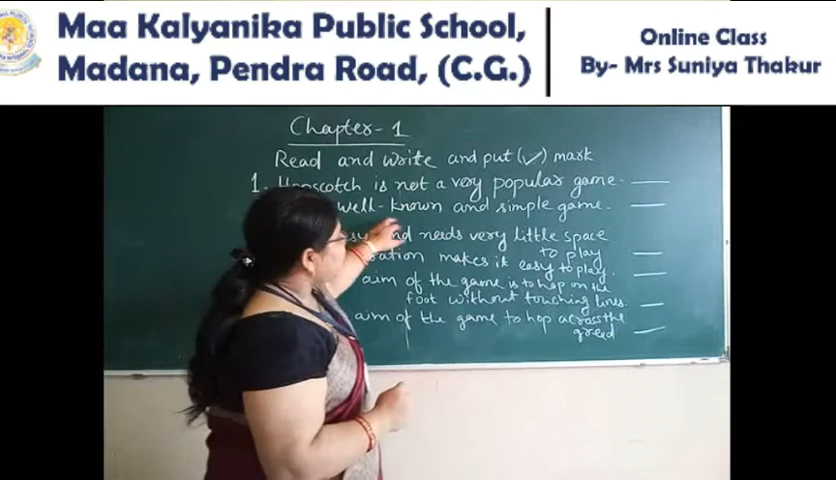 Maa Kalyanika Public School,
Madana, Pendra Road, (C.G.)
Online Class
By- Mrs Suniya Thakur
Chapter-1
Read and write and put (✓) mark
1. Hopscotch is not a very popular game.
well-known and simple game.
and needs very little space
to play
makes it easy to play.
aim of the game is to hop on the
foot without touching lines.
aim of the game to hop across the
greed